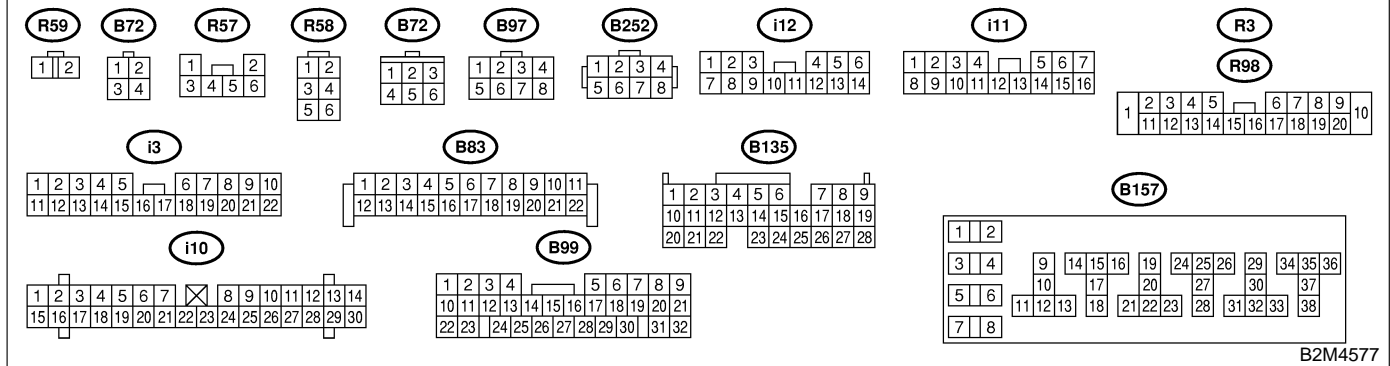 R59 B72 R57 R58 B72 B97 B252 i12 i11 R3
R98
1 2
1 2
3 4
1 2
3 4 5 6
1 2
3 4
5 6
1 2 3
4 5 6
1 2 3 4
5 6 7 8
1 2 3 4
5 6 7 8
1 2 3 4 5 6
7 8 9 10 11 12 13 14
1 2 3 4 5 6 7
8 9 10 11 12 13 14 15 16
1 2 3 4 5 6 7 8 9 10
11 12 13 14 15 16 17 18 19 20
i3 B83 B135 B157
1 2 3 4 5 6 7 8 9 10
11 12 13 14 15 16 17 18 19 20 21 22
1 2 3 4 5 6 7 8 9 10 11
12 13 14 15 16 17 18 19 20 21 22
1 2 3 4 5 6 7 8 9
10 11 12 13 14 15 16 17 18 19
20 21 22 23 24 25 26 27 28
i10 B99
1 2 3 4 5 6 7 8 9 10 11 12 13 14
15 16 17 18 19 20 21 22 23 24 25 26 27 28 29 30
1 2 3 4 5 6 7 8 9
10 11 12 13 14 15 16 17 18 19 20 21
22 23 24 25 26 27 28 29 30 31 32
1 2
3 4 9 14 15 16 19 24 25 26 29 34 35 36
5 6 10 17 20 27 30 37
11 12 13 18 21 22 23 28 31 32 33 38
7 8
B2M4577